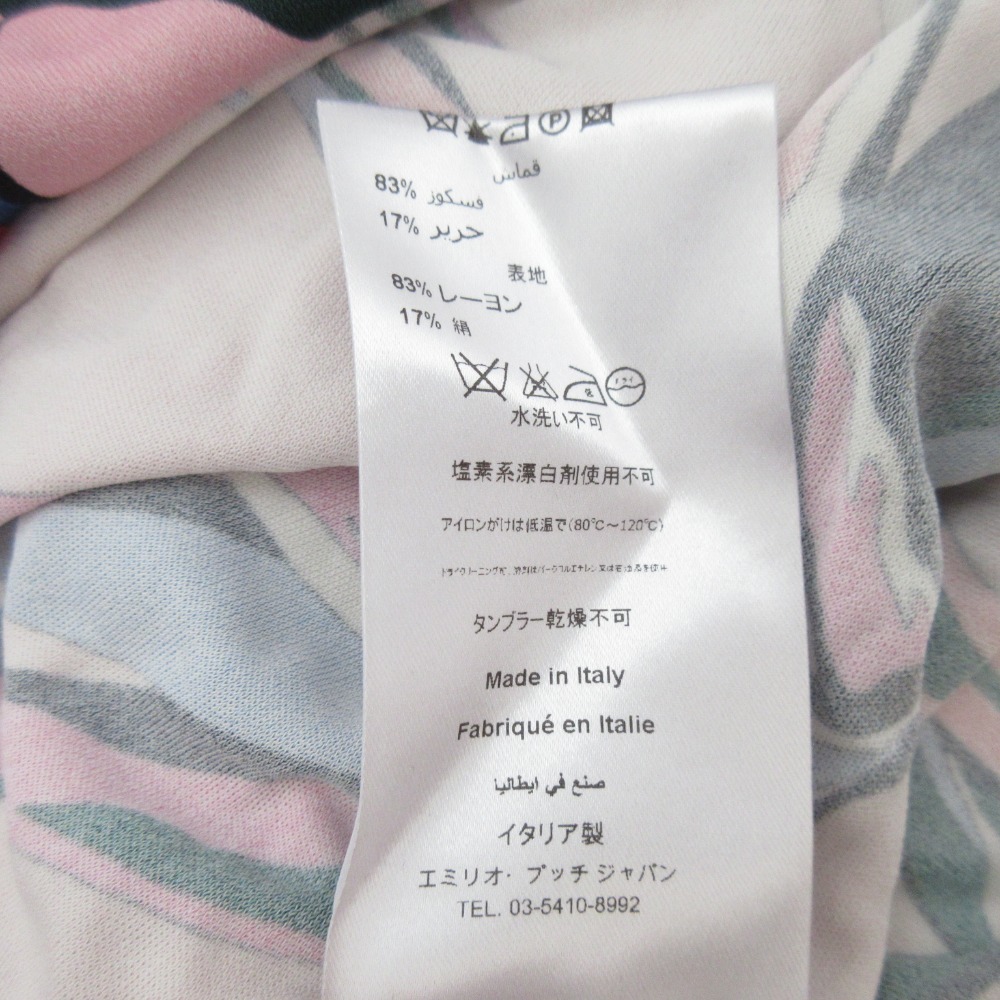 قماش
83% فسكوز
17% حرير
表地
83% レーヨン
17% 絹
水洗い不可
塩素系漂白剤使用不可
アイロンがけは低温で(80℃～120℃)
タンブラー乾燥不可
Made in Italy
Fabriqué en Italie
صنع في ايطاليا
イタリア製
エミリオ・プッチ ジャパン
TEL. 03-5410-8992